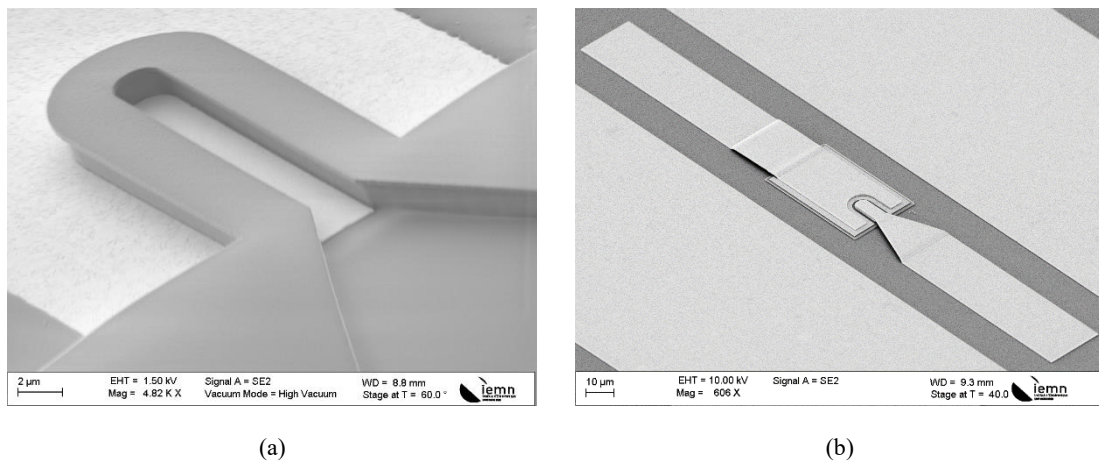 2 µm
EHT = 1.50 kV
Signal A = SE2
WD = 8.8 mm
Mag = 4.82 K X
Vacuum Mode = High Vacuum
Stage at T = 60.0 °
iemn
10 µm
EHT = 10.00 kV
Signal A = SE2
WD = 9.3 mm
Mag = 606 X
Stage at T = 40.0
iemn
(a)
(b)